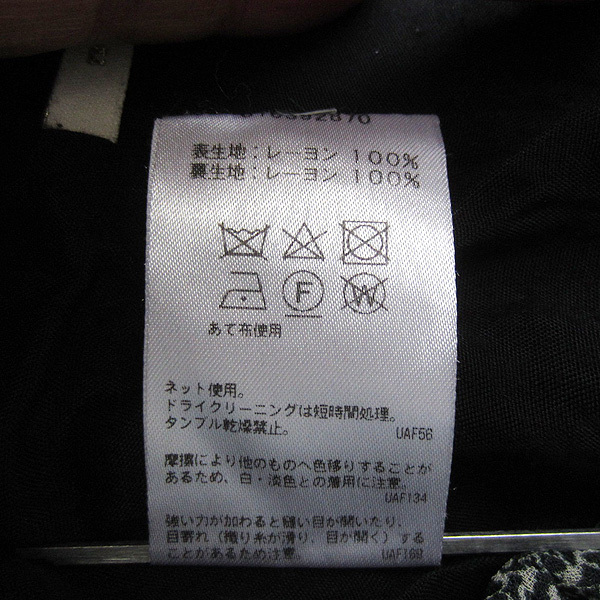 表生地:レーヨン 100%
裏生地:レーヨン 100%
F
W
あて布使用
ネット使用。
ドライクリーニングは短時間処理。
タンブル乾燥禁止。
UAF56
摩擦により他のものへ色移りすることが
あるため、白・淡色との着用に注意。
UAF134
強い力が加わると縫い目が開いたり、
目寄れ(織り糸が滑り、目が開く)する
ことがあるため注意。
UAF169